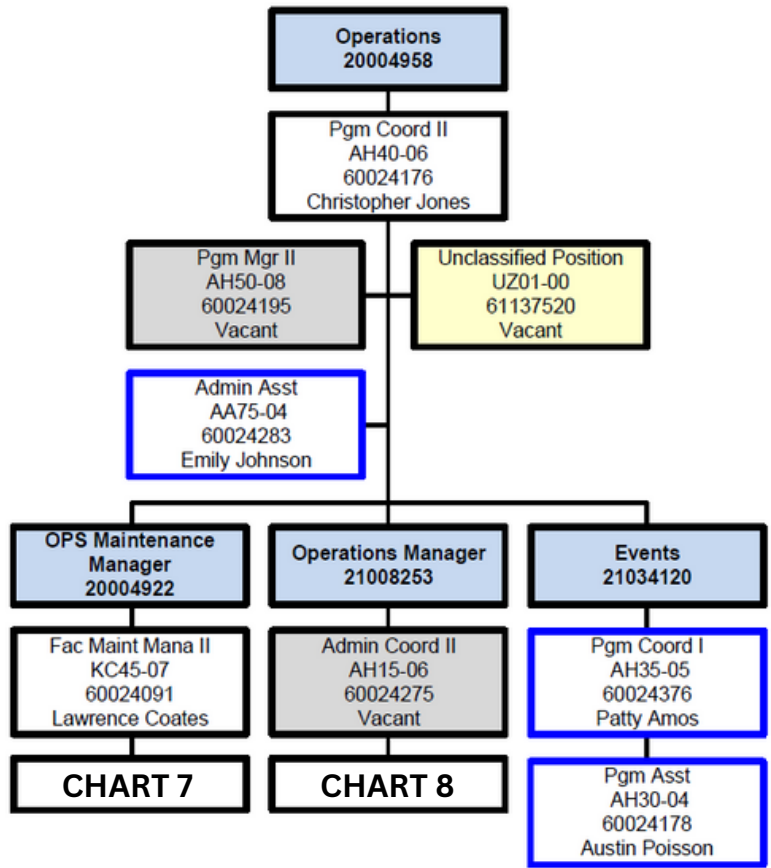 Operations
20004958
Pgm Coord II
AH40-06
60024176
Christopher Jones
Pgm Mgr II
AH50-08
60024195
Vacant
Unclassified Position
UZ01-00
61137520
Vacant
Admin Asst
AA75-04
60024283
Emily Johnson
OPS Maintenance
Manager
20004922
Operations Manager
21008253
Events
21034120
Fac Maint Mana II
KC45-07
60024091
Lawrence Coates
Admin Coord II
AH15-06
60024275
Vacant
Pgm Coord I
AH35-05
60024376
Patty Amos
CHART 7
CHART 8
Pgm Asst
AH30-04
60024178
Austin Poisson